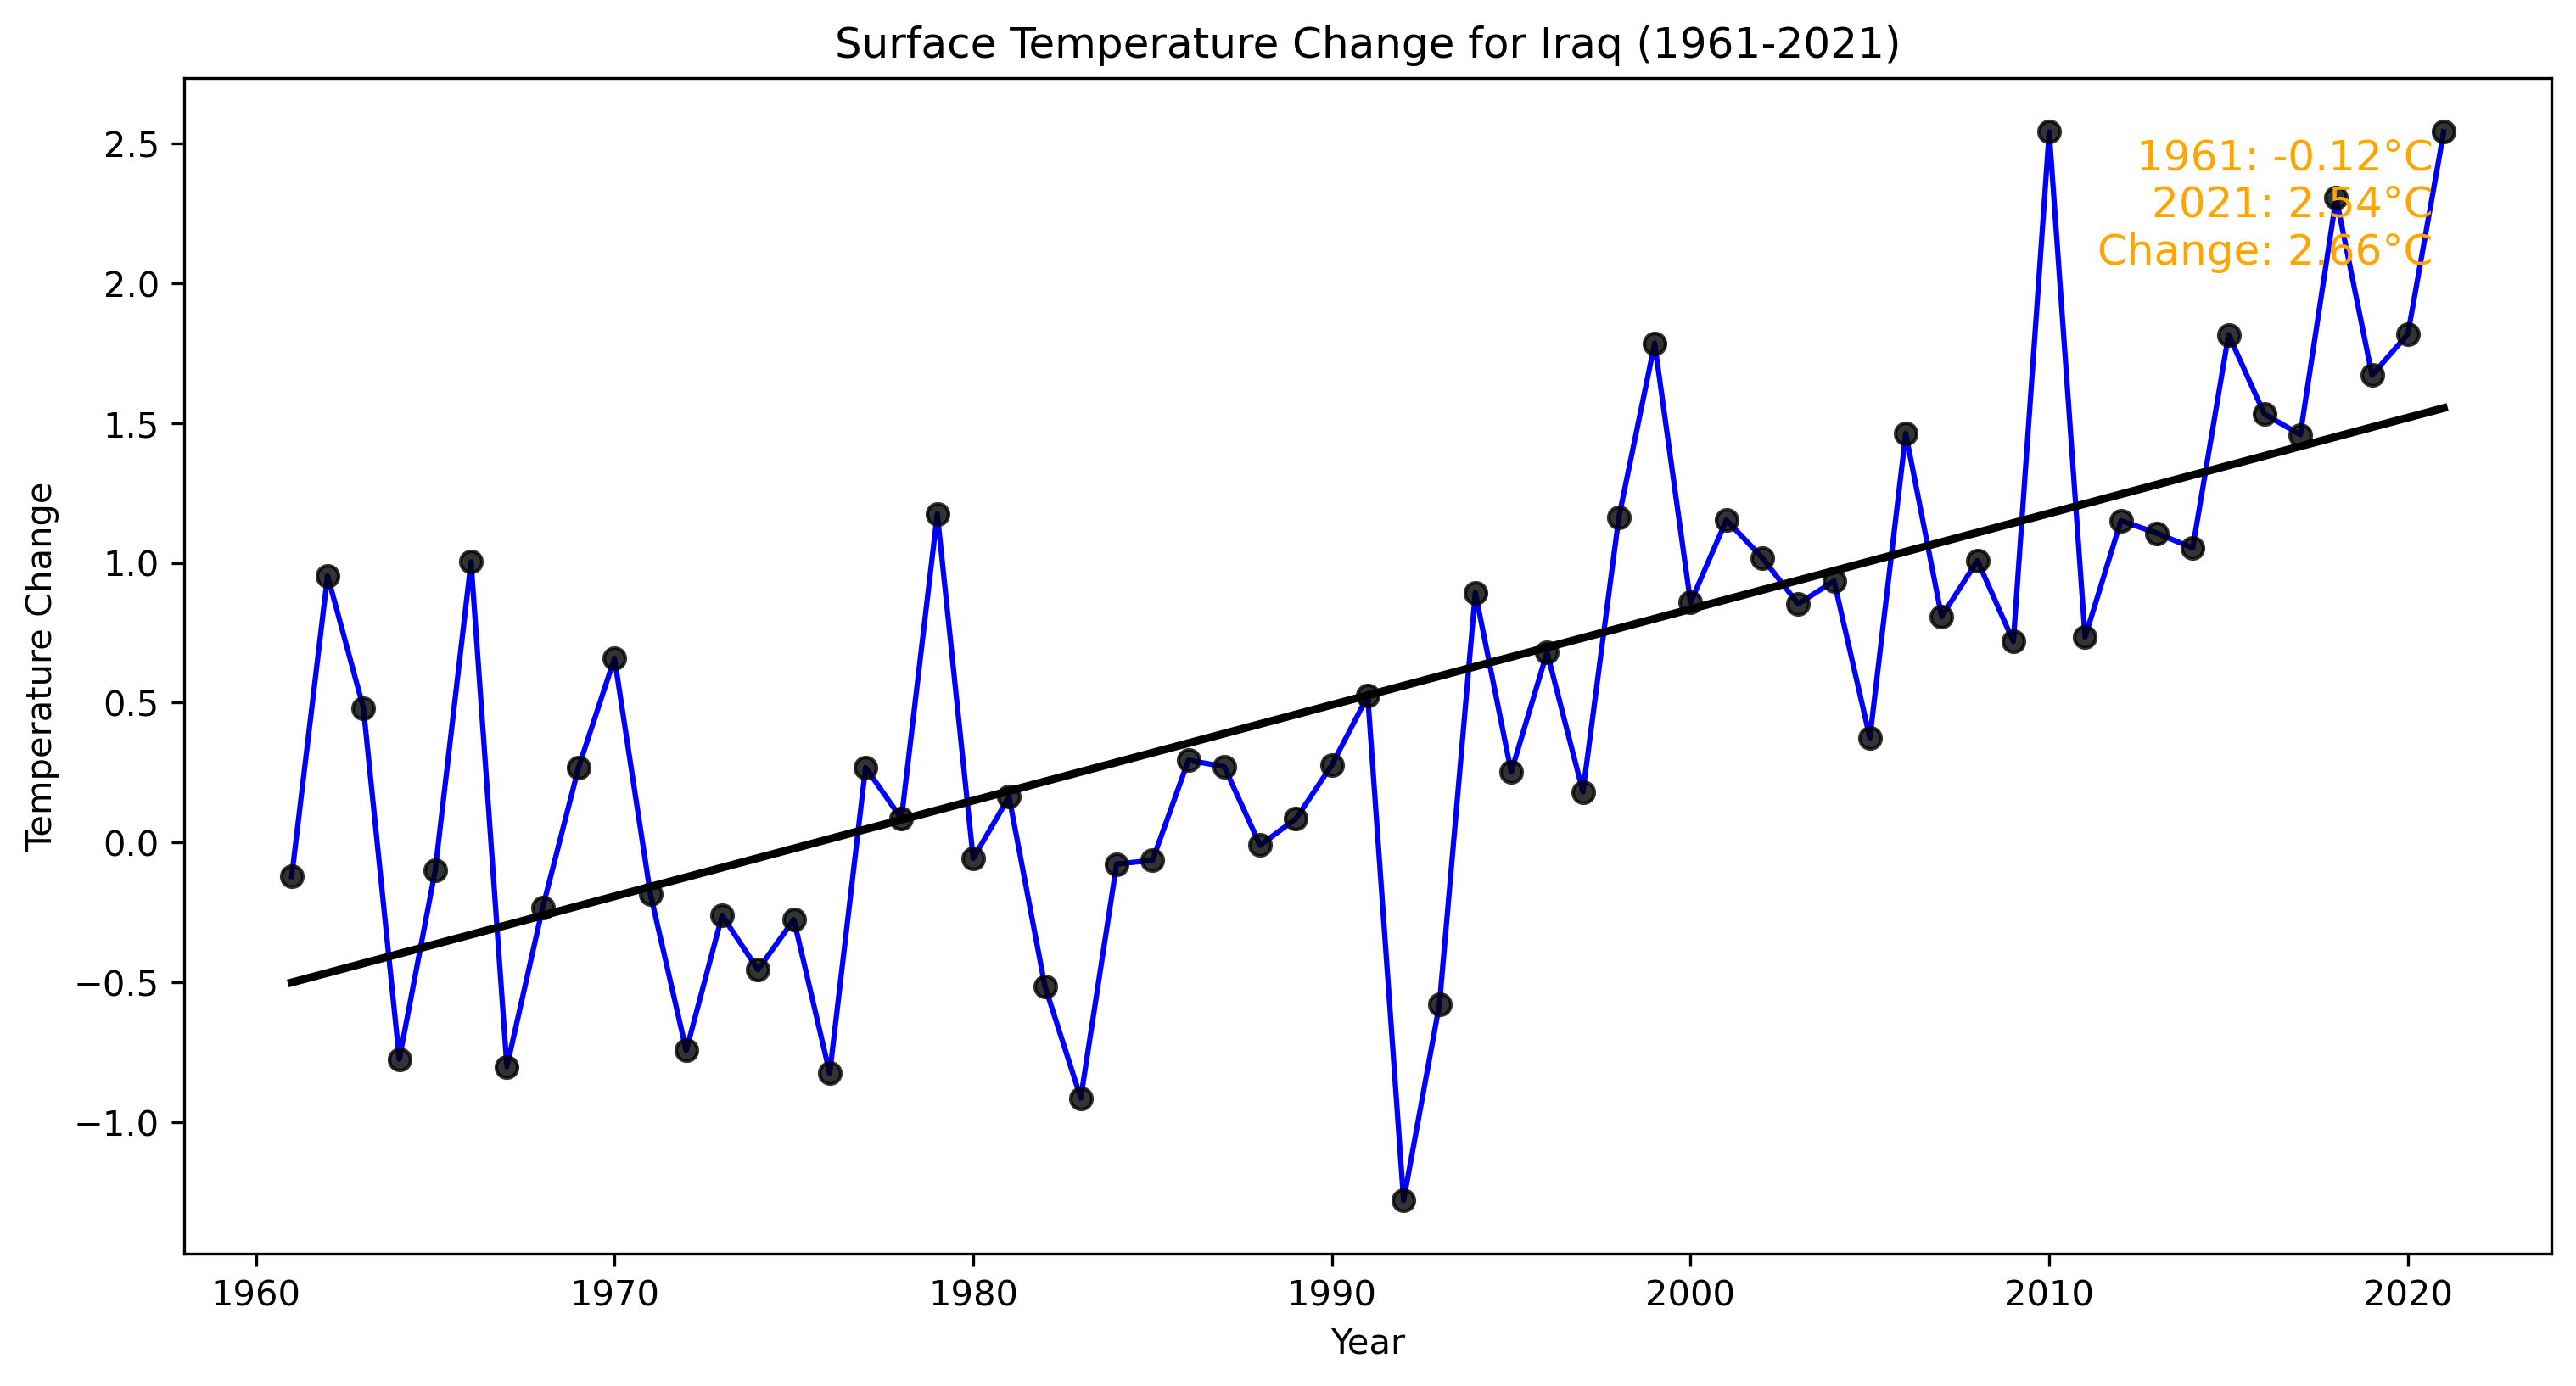 Surface Temperature Change for Iraq (1961-2021)
Temperature Change
2.5
2.0
1.5
1.0
0.5
0.0
−0.5
−1.0
1961: -0.12°C
2021: 2.54°C
Change: 2.66°C
1960 1970 1980 1990 2000 2010 2020
Year